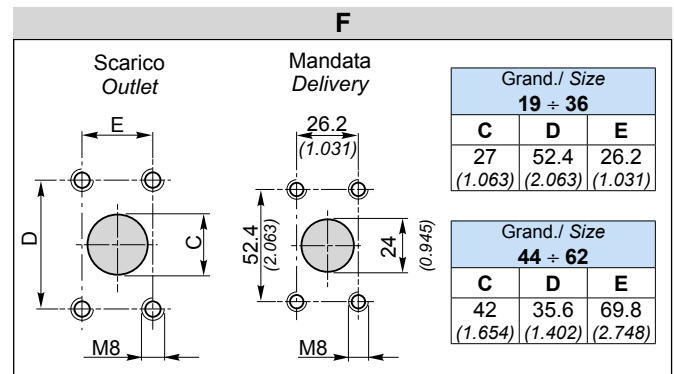 F
Scarico
Outlet
E
D
C
M8
Mandata
Delivery
26.2
(1.031)
52.4
(2.063)
24
(0.945)
M8
Grand./ Size
19 ÷ 36
C D E
27 52.4 26.2
(1.063) (2.063) (1.031)
Grand./ Size
44 ÷ 62
C D E
42 35.6 69.8
(1.654) (1.402) (2.748)